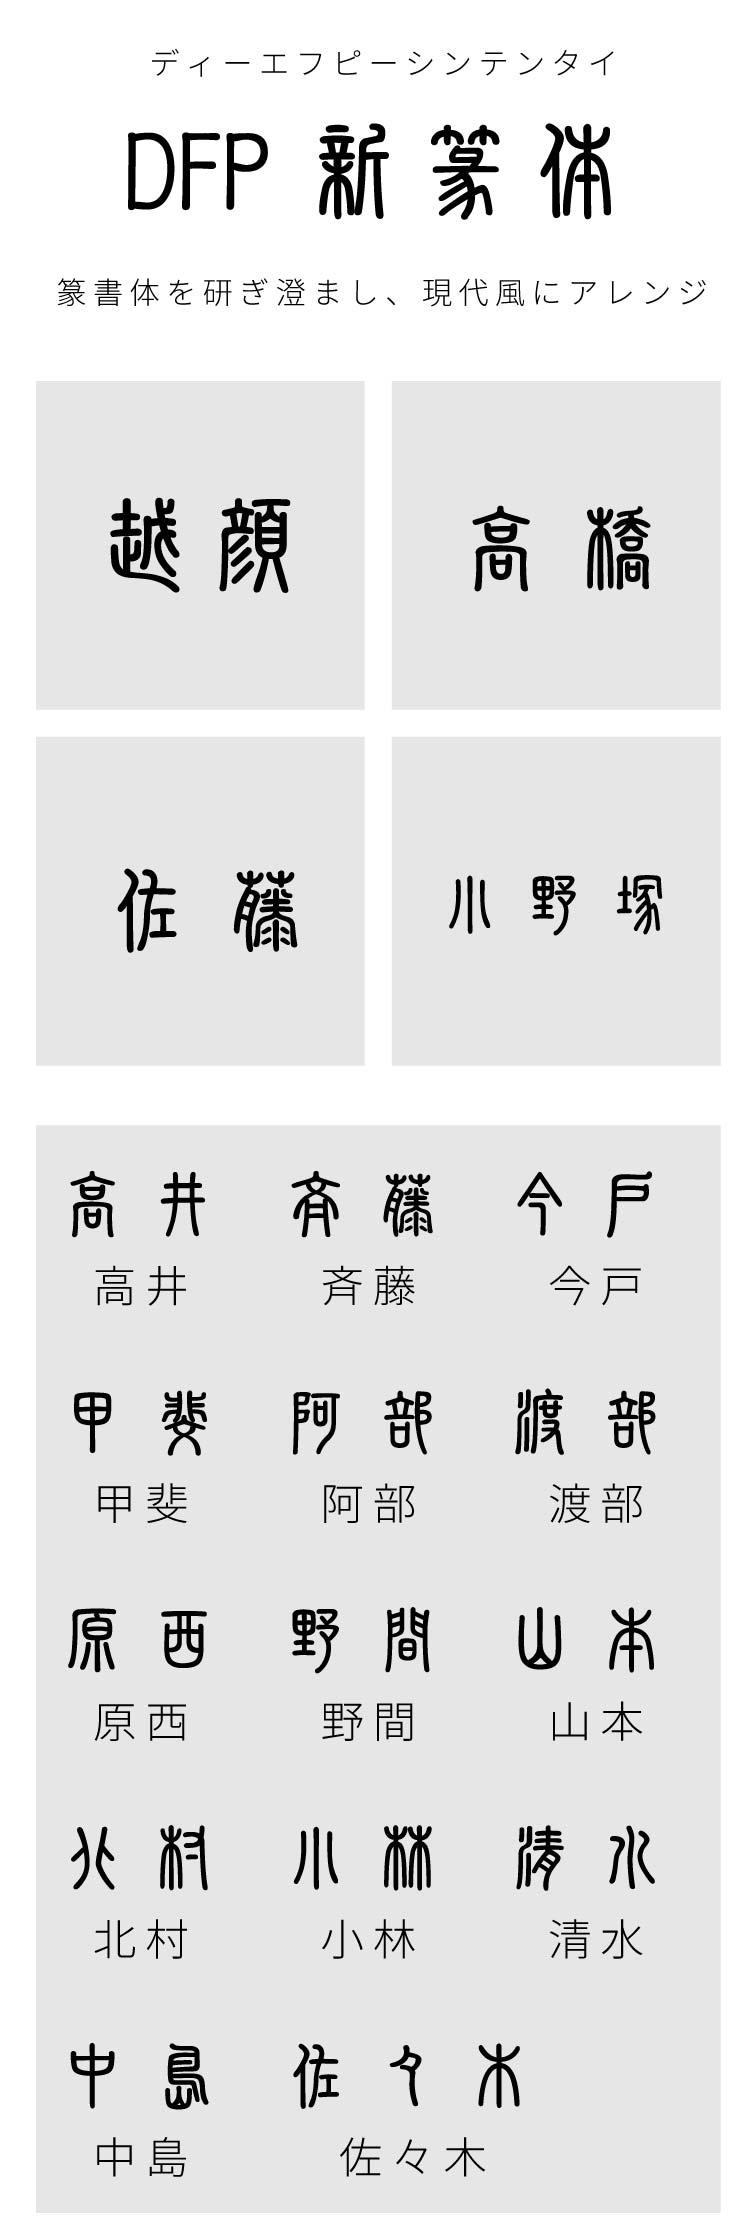 ディーエフピーシンテンタイ
DFP 新篆体
篆書体を研ぎ澄まし、現代風にアレンジ
越顔 高橋
佐藤 小野塚
高井 斉藤 今戸
高井 斉藤 今戸
甲斐 阿部 渡部
甲斐 阿部 渡部
原西 野間 山本
原西 野間 山本
北村 小林 清水
北村 小林 清水
中島 佐々木
中島 佐々木